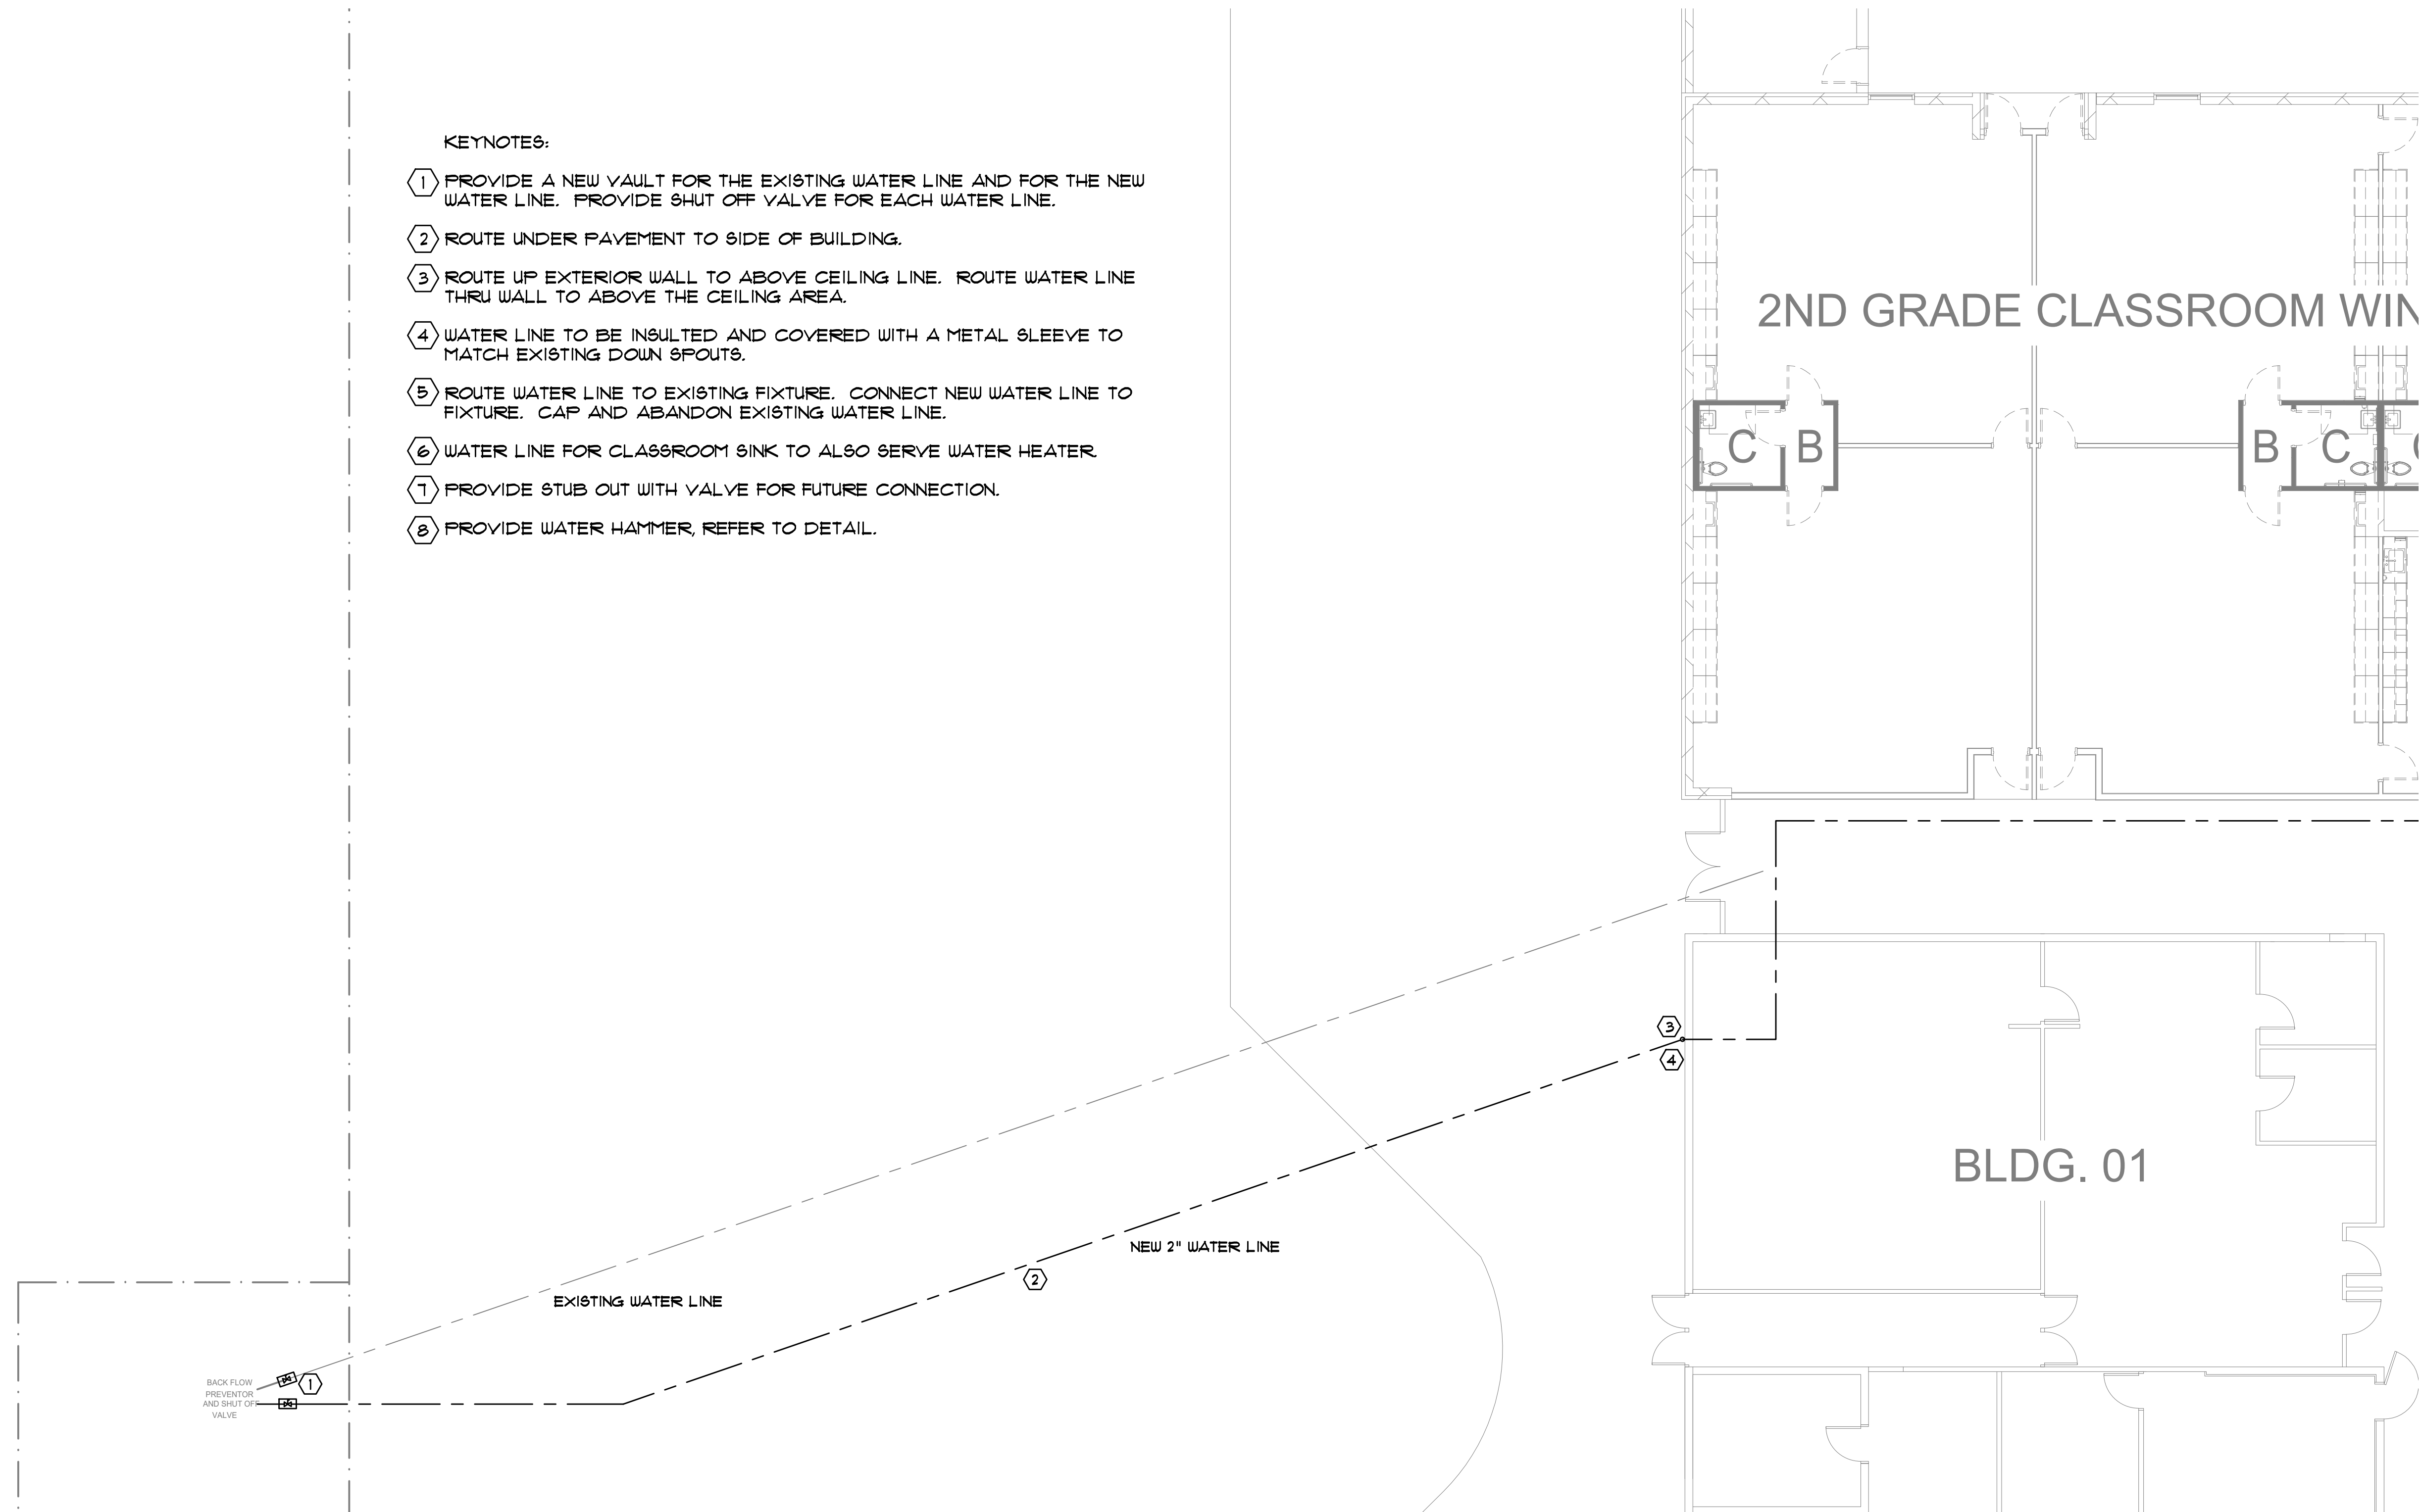 KEYNOTES:
1 PROVIDE A NEW VAULT FOR THE EXISTING WATER LINE AND FOR THE NEW
WATER LINE. PROVIDE SHUT OFF VALVE FOR EACH WATER LINE.
2 ROUTE UNDER PAVEMENT TO SIDE OF BUILDING.
3 ROUTE UP EXTERIOR WALL TO ABOVE CEILING LINE. ROUTE WATER LINE
THRU WALL TO ABOVE THE CEILING AREA.
4 WATER LINE TO BE INSULTED AND COVERED WITH A METAL SLEEVE TO
MATCH EXISTING DOWN SPOUTS.
5 ROUTE WATER LINE TO EXISTING FIXTURE. CONNECT NEW WATER LINE TO
FIXTURE. CAP AND ABANDON EXISTING WATER LINE.
6 WATER LINE FOR CLASSROOM SINK TO ALSO SERVE WATER HEATER.
7 PROVIDE STUB OUT WITH VALVE FOR FUTURE CONNECTION.
8 PROVIDE WATER HAMMER, REFER TO DETAIL.
2ND GRADE CLASSROOM WIN
C B
B C
3
4
BLDG. 01
NEW 2" WATER LINE
2
EXISTING WATER LINE
1
BACK FLOW
PREVENTOR
AND SHUT OFF
VALVE